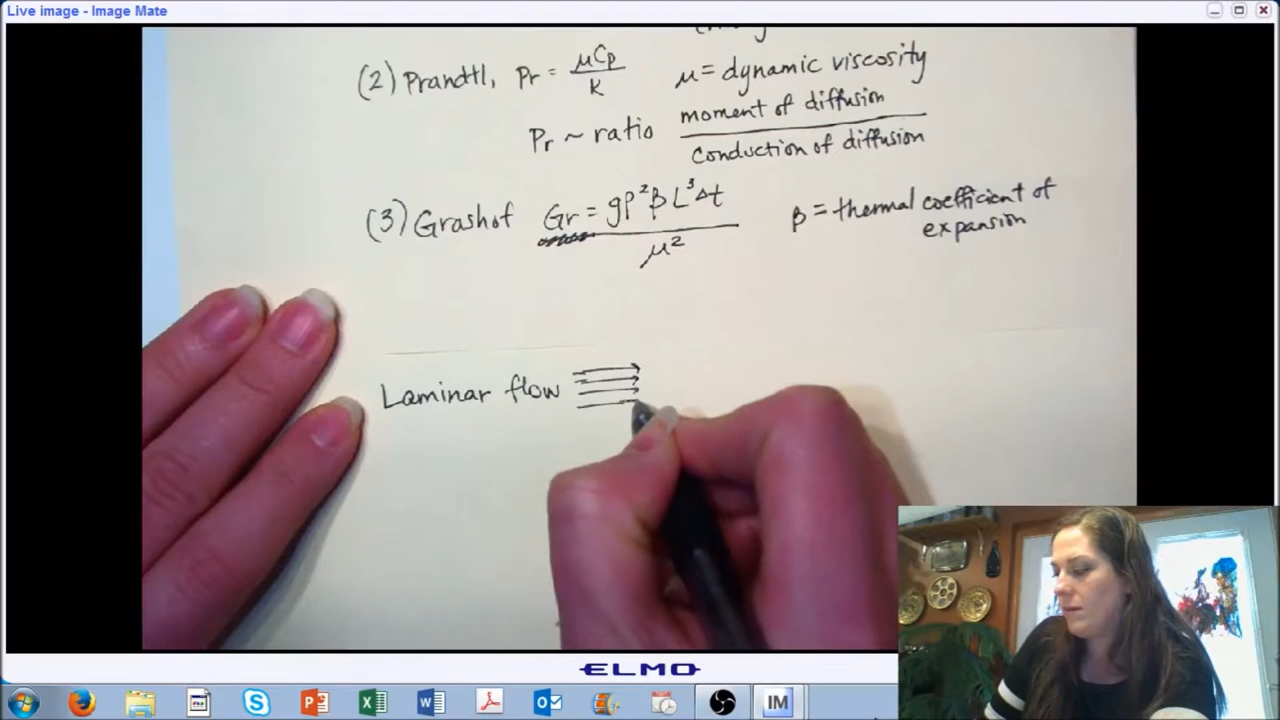 Live image - Image Mate
(2) Prandtl, Pr = μCp / k
μ = dynamic viscosity
Pr ~ ratio moment of diffusion / conduction of diffusion
(3) Grashof Gr = gρ²βL³Δt / μ²
β = thermal coefficient of
expansion
Laminar flow
ELMO
IM